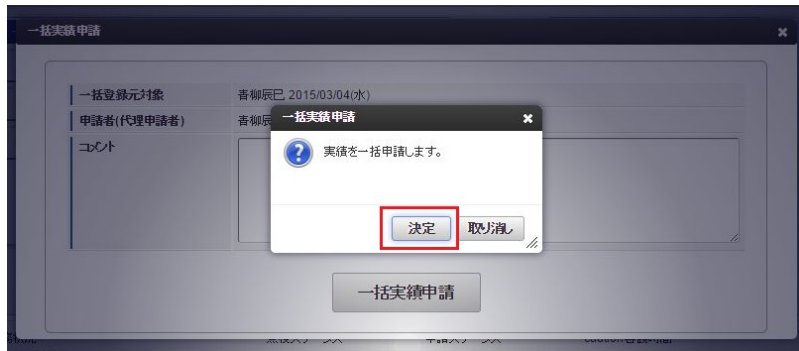 一括実績申請
一括登録元対象 青柳辰巳 2015/03/04(水)
申請者(代理申請者) 青柳辰
コメント
一括実績申請
実績を一括申請します。
決定 取り消し
一括実績申請